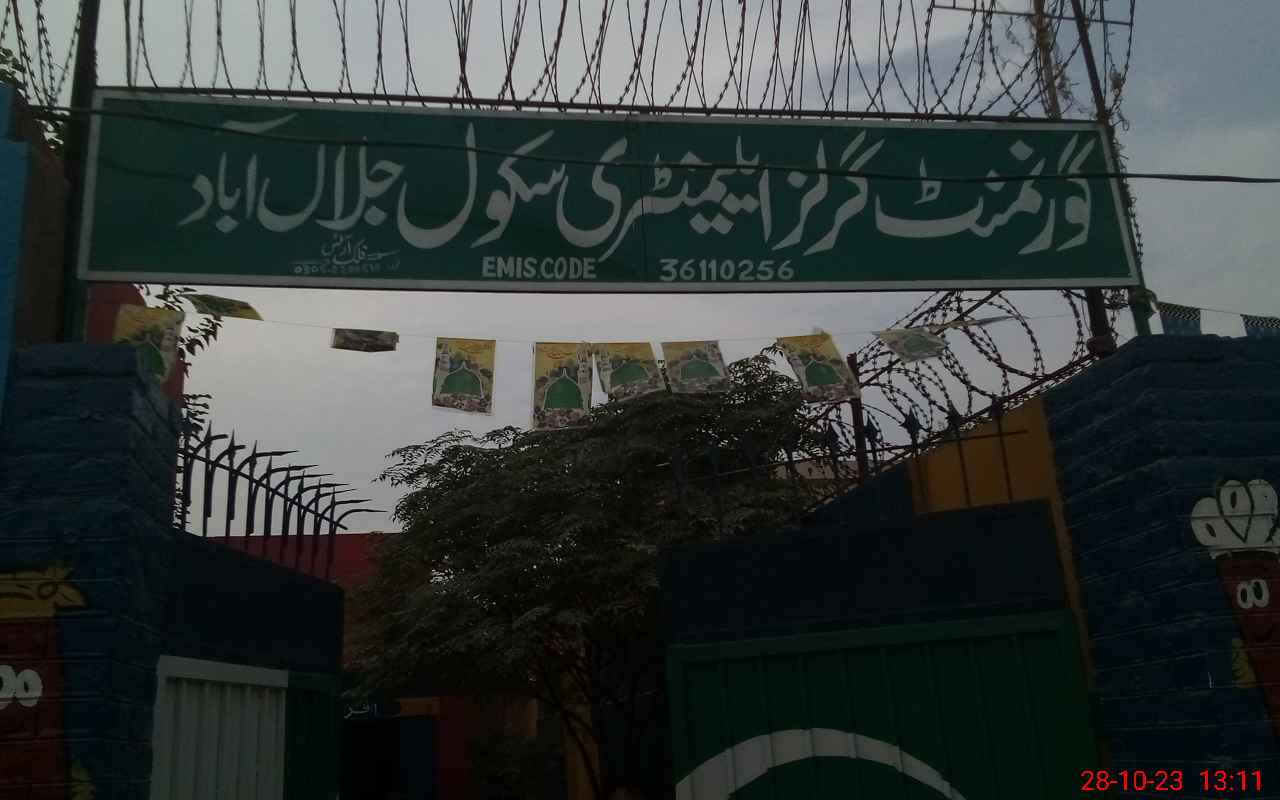 گورنمنٹ گرلز ایلیمنٹری سکول جلال آباد
EMIS.CODE 36110256
28-10-23 13:11